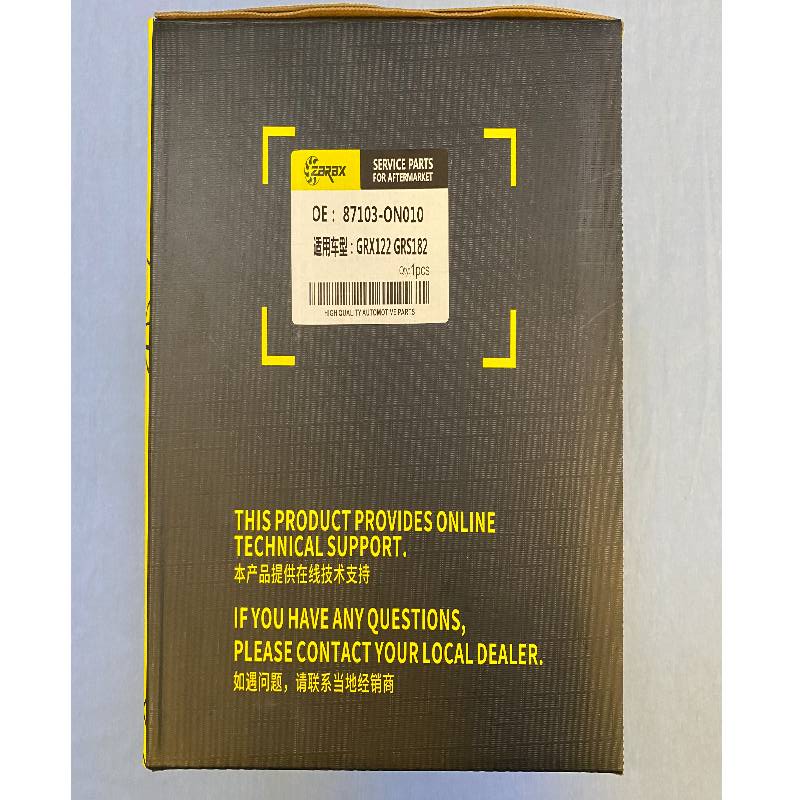 ZARAX
SERVICE PARTS
FOR AFTERMARKET
OE： 87103-0N010
适用车型：GRX122 GRS182
Qty:1pcs
HIGH QUALITY AUTOMOTIVE PARTS
THIS PRODUCT PROVIDES ONLINE
TECHNICAL SUPPORT.
本产品提供在线技术支持
IF YOU HAVE ANY QUESTIONS,
PLEASE CONTACT YOUR LOCAL DEALER.
如遇问题，请联系当地经销商